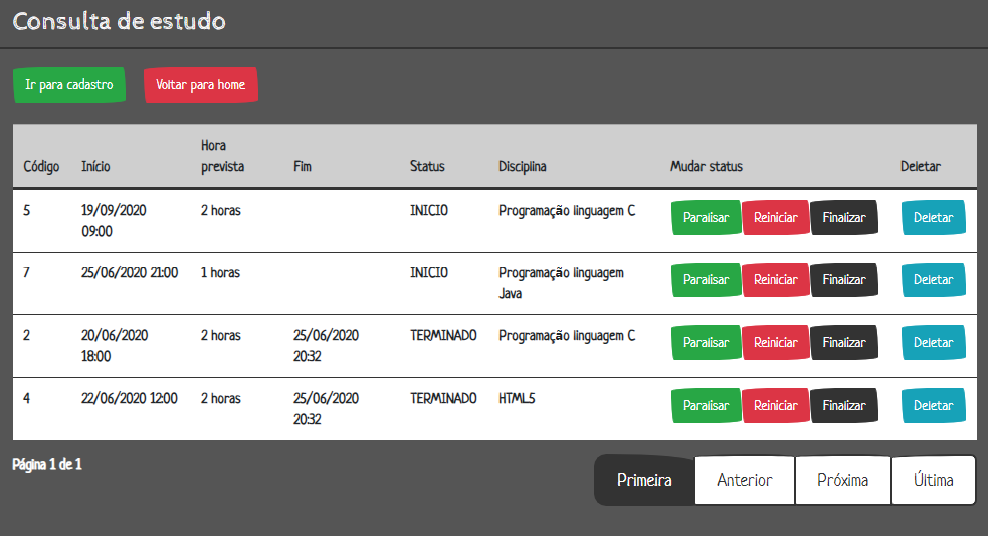 Consulta de estudo
Ir para cadastro Voltar para home
Código Início Hora prevista Fim Status Disciplina Mudar status Deletar
5 19/09/2020 09:00 2 horas INICIO Programação linguagem C Paralisar Reiniciar Finalizar Deletar
7 25/06/2020 21:00 1 horas INICIO Programação linguagem Java Paralisar Reiniciar Finalizar Deletar
2 20/06/2020 18:00 2 horas 25/06/2020 20:32 TERMINADO Programação linguagem C Paralisar Reiniciar Finalizar Deletar
4 22/06/2020 12:00 2 horas 25/06/2020 20:32 TERMINADO HTML5 Paralisar Reiniciar Finalizar Deletar
Página 1 de 1 Primeira Anterior Próxima Última